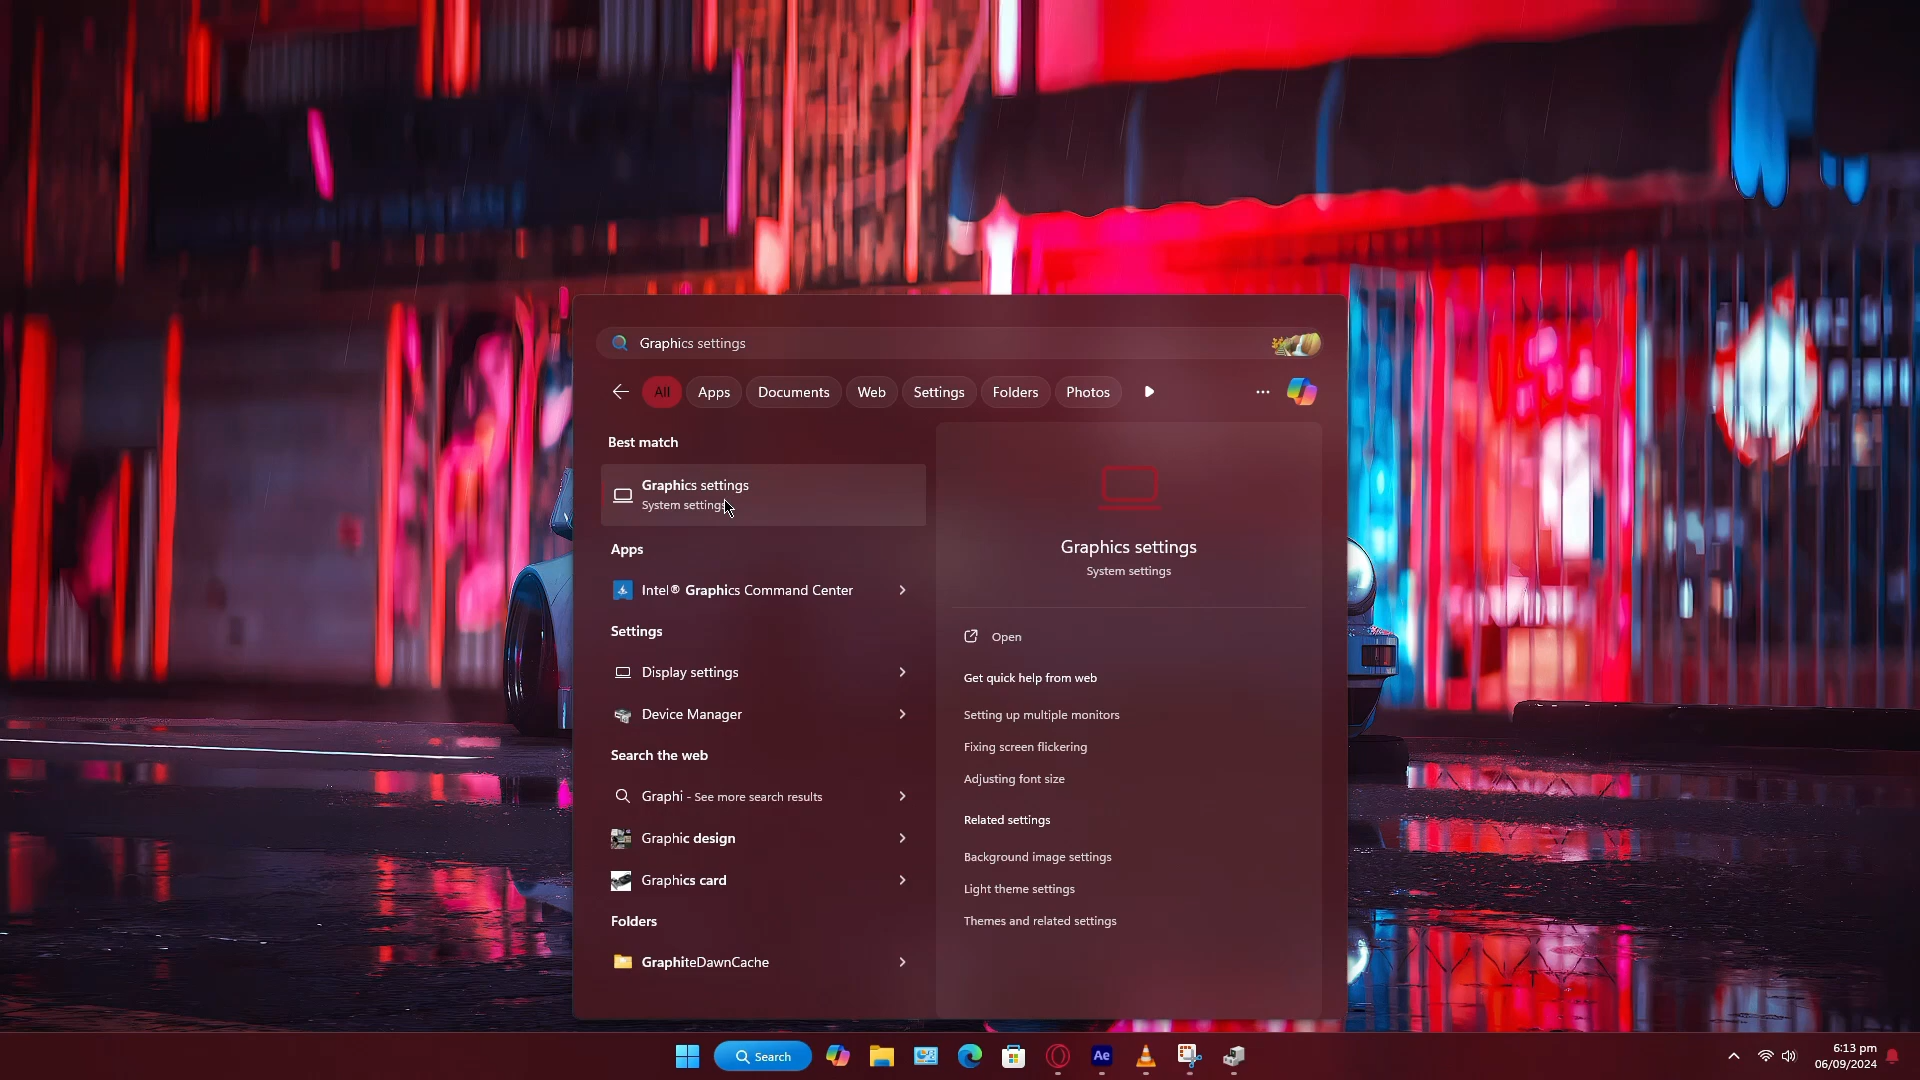 Graphics settings
All Apps Documents Web Settings Folders Photos
Best match
Graphics settings
System settings
Apps
Intel® Graphics Command Center
Settings
Display settings
Device Manager
Search the web
Graphi - See more search results
Graphic design
Graphics card
Folders
GraphiteDawnCache
Graphics settings
System settings
Open
Get quick help from web
Setting up multiple monitors
Fixing screen flickering
Adjusting font size
Related settings
Background image settings
Light theme settings
Themes and related settings
Search
Ae
6:13 pm
06/09/2024